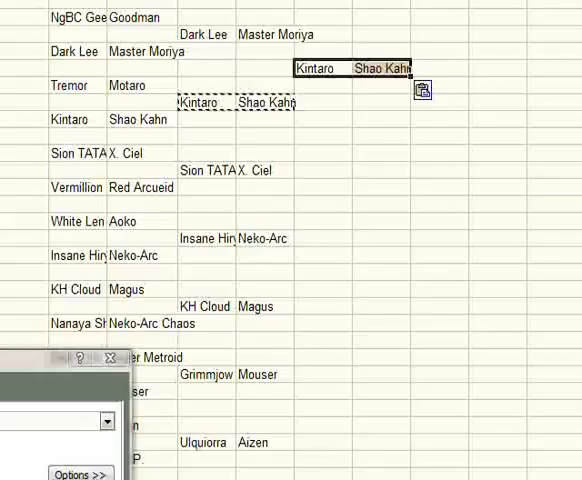 NgBC Gee Goodman
Dark Lee Master Moriya
Dark Lee Master Moriya
Kintaro Shao Kahn
Tremor Motaro
Kintaro Shao Kahn
Kintaro Shao Kahn
Sion TATA X. Ciel
Sion TATA X. Ciel
Vermillion Red Arcueid
White Len Aoko
Insane Hiry Neko-Arc
Insane Hiry Neko-Arc
KH Cloud Magus
KH Cloud Magus
Nanaya Sh Neko-Arc Chaos
er Metroid
Grimmjow Mouser
ser
n
Ulquiorra Aizen
P.
Options >>